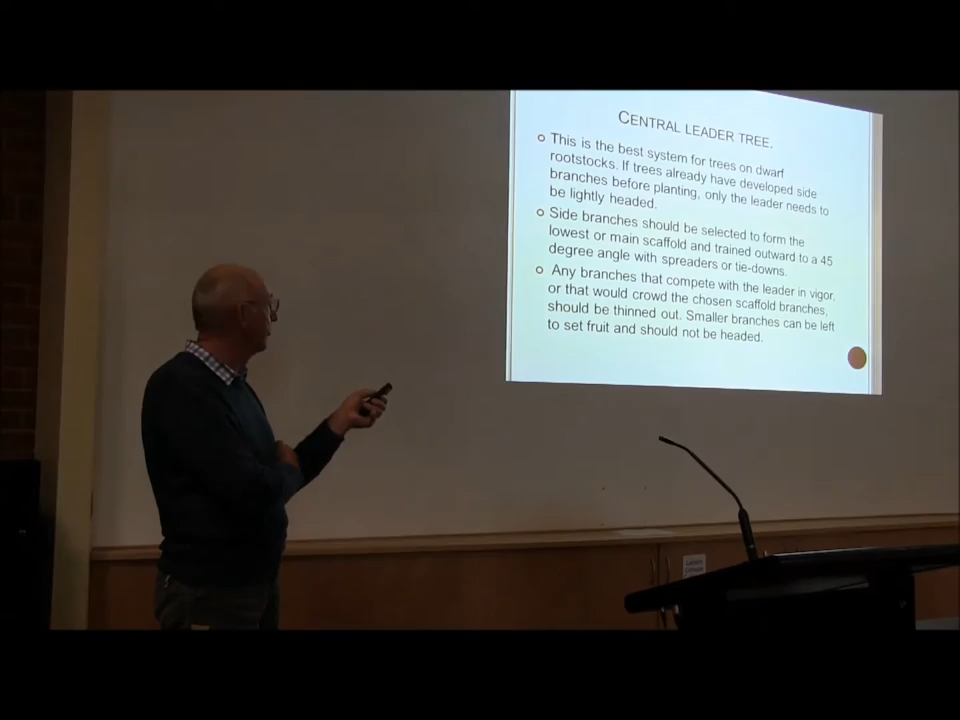 CENTRAL LEADER TREE.
This is the best system for trees on dwarf
rootstocks. If trees already have developed side
branches before planting, only the leader needs to
be lightly headed.
Side branches should be selected to form the
lowest or main scaffold and trained outward to a 45
degree angle with spreaders or tie-downs.
Any branches that compete with the leader in vigor,
or that would crowd the chosen scaffold branches,
should be thinned out. Smaller branches can be left
to set fruit and should not be headed.